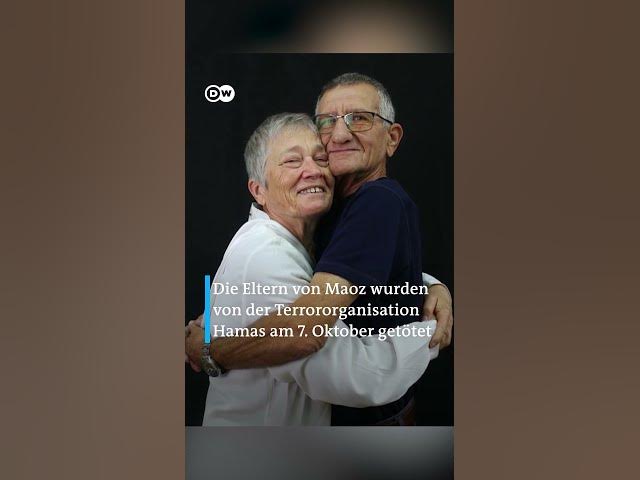 DW
Die Eltern von Maoz wurden
von der Terrororganisation
Hamas am 7. Oktober getötet